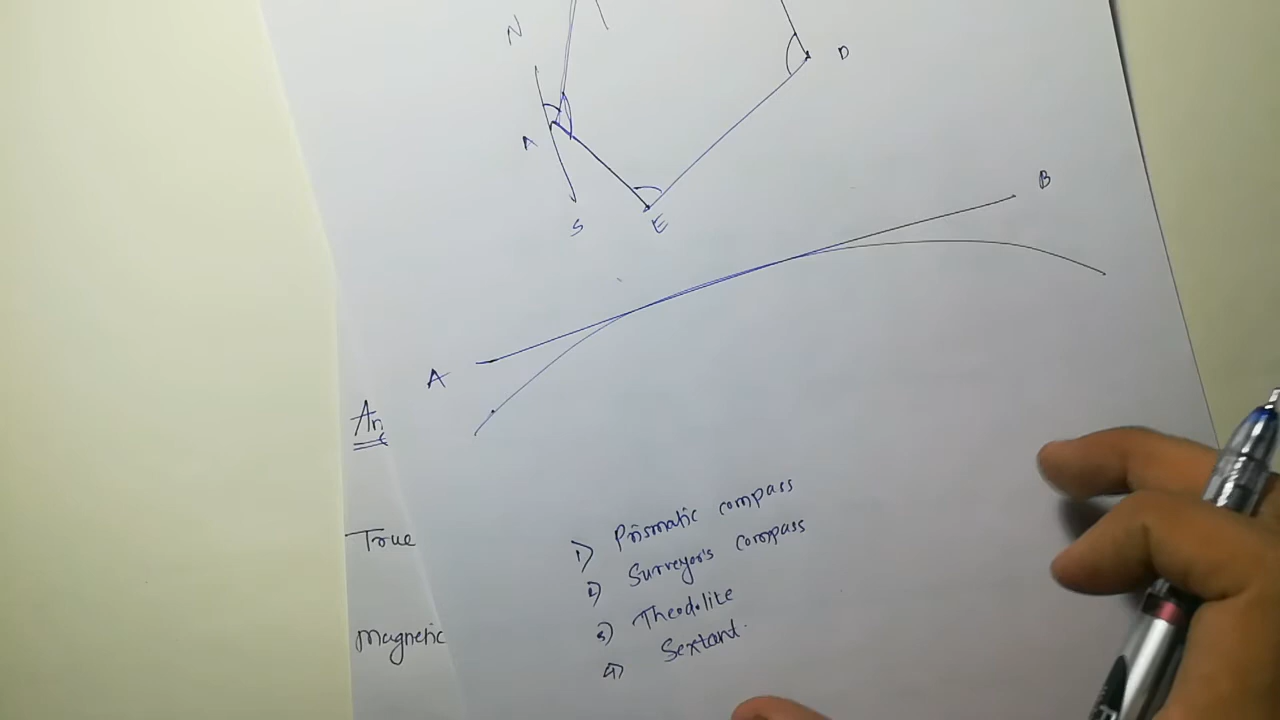 N
D
A
S
E
B
A
An
True
Magnetic
1) Prismatic compass
2) Surveyor's compass
3) Theodolite
4) Sextant.